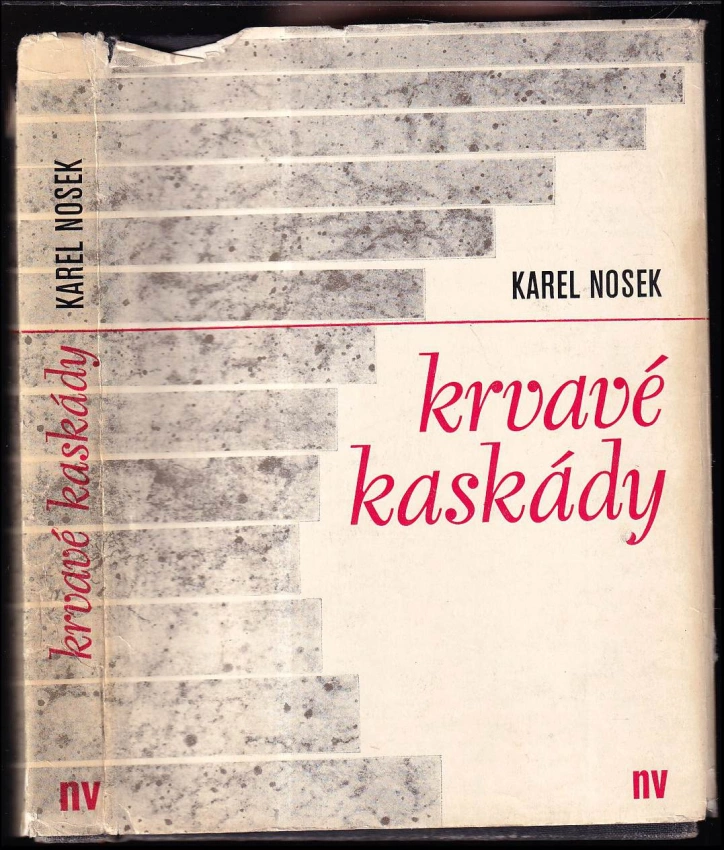 KAREL NOSEK
krvavé kaskády
nv
KAREL NOSEK
krvavé
kaskády
nv